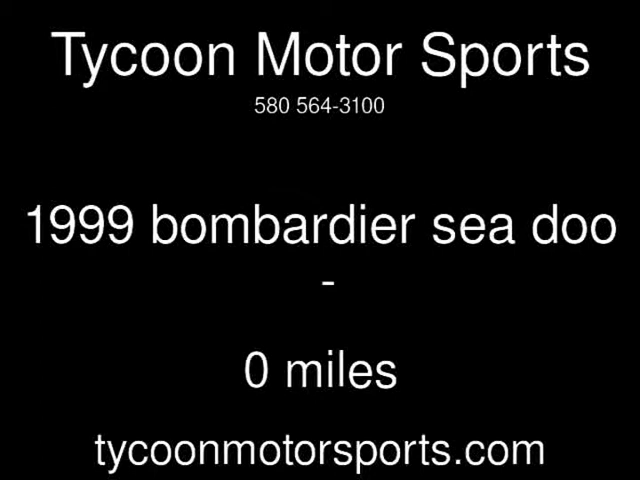 Tycoon Motor Sports
580 564-3100
1999 bombardier sea doo
-
0 miles
tycoonmotorsports.com